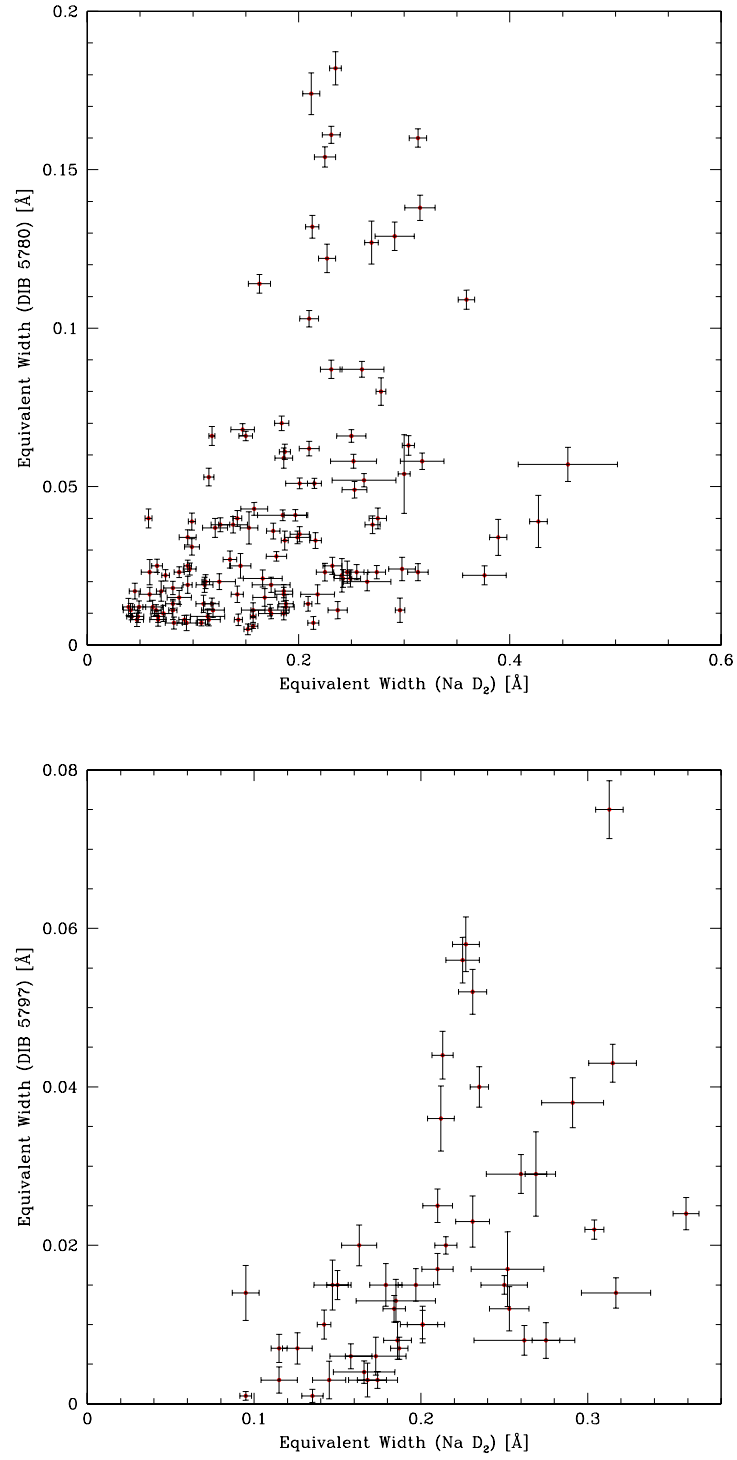 0.2
0.15
0.1
0.05
0
Equivalent Width (DIB 5780) [Å]
0 0.2 0.4 0.6
Equivalent Width (Na D₂) [Å]
0.08
0.06
0.04
0.02
0
Equivalent Width (DIB 5797) [Å]
0 0.1 0.2 0.3
Equivalent Width (Na D₂) [Å]